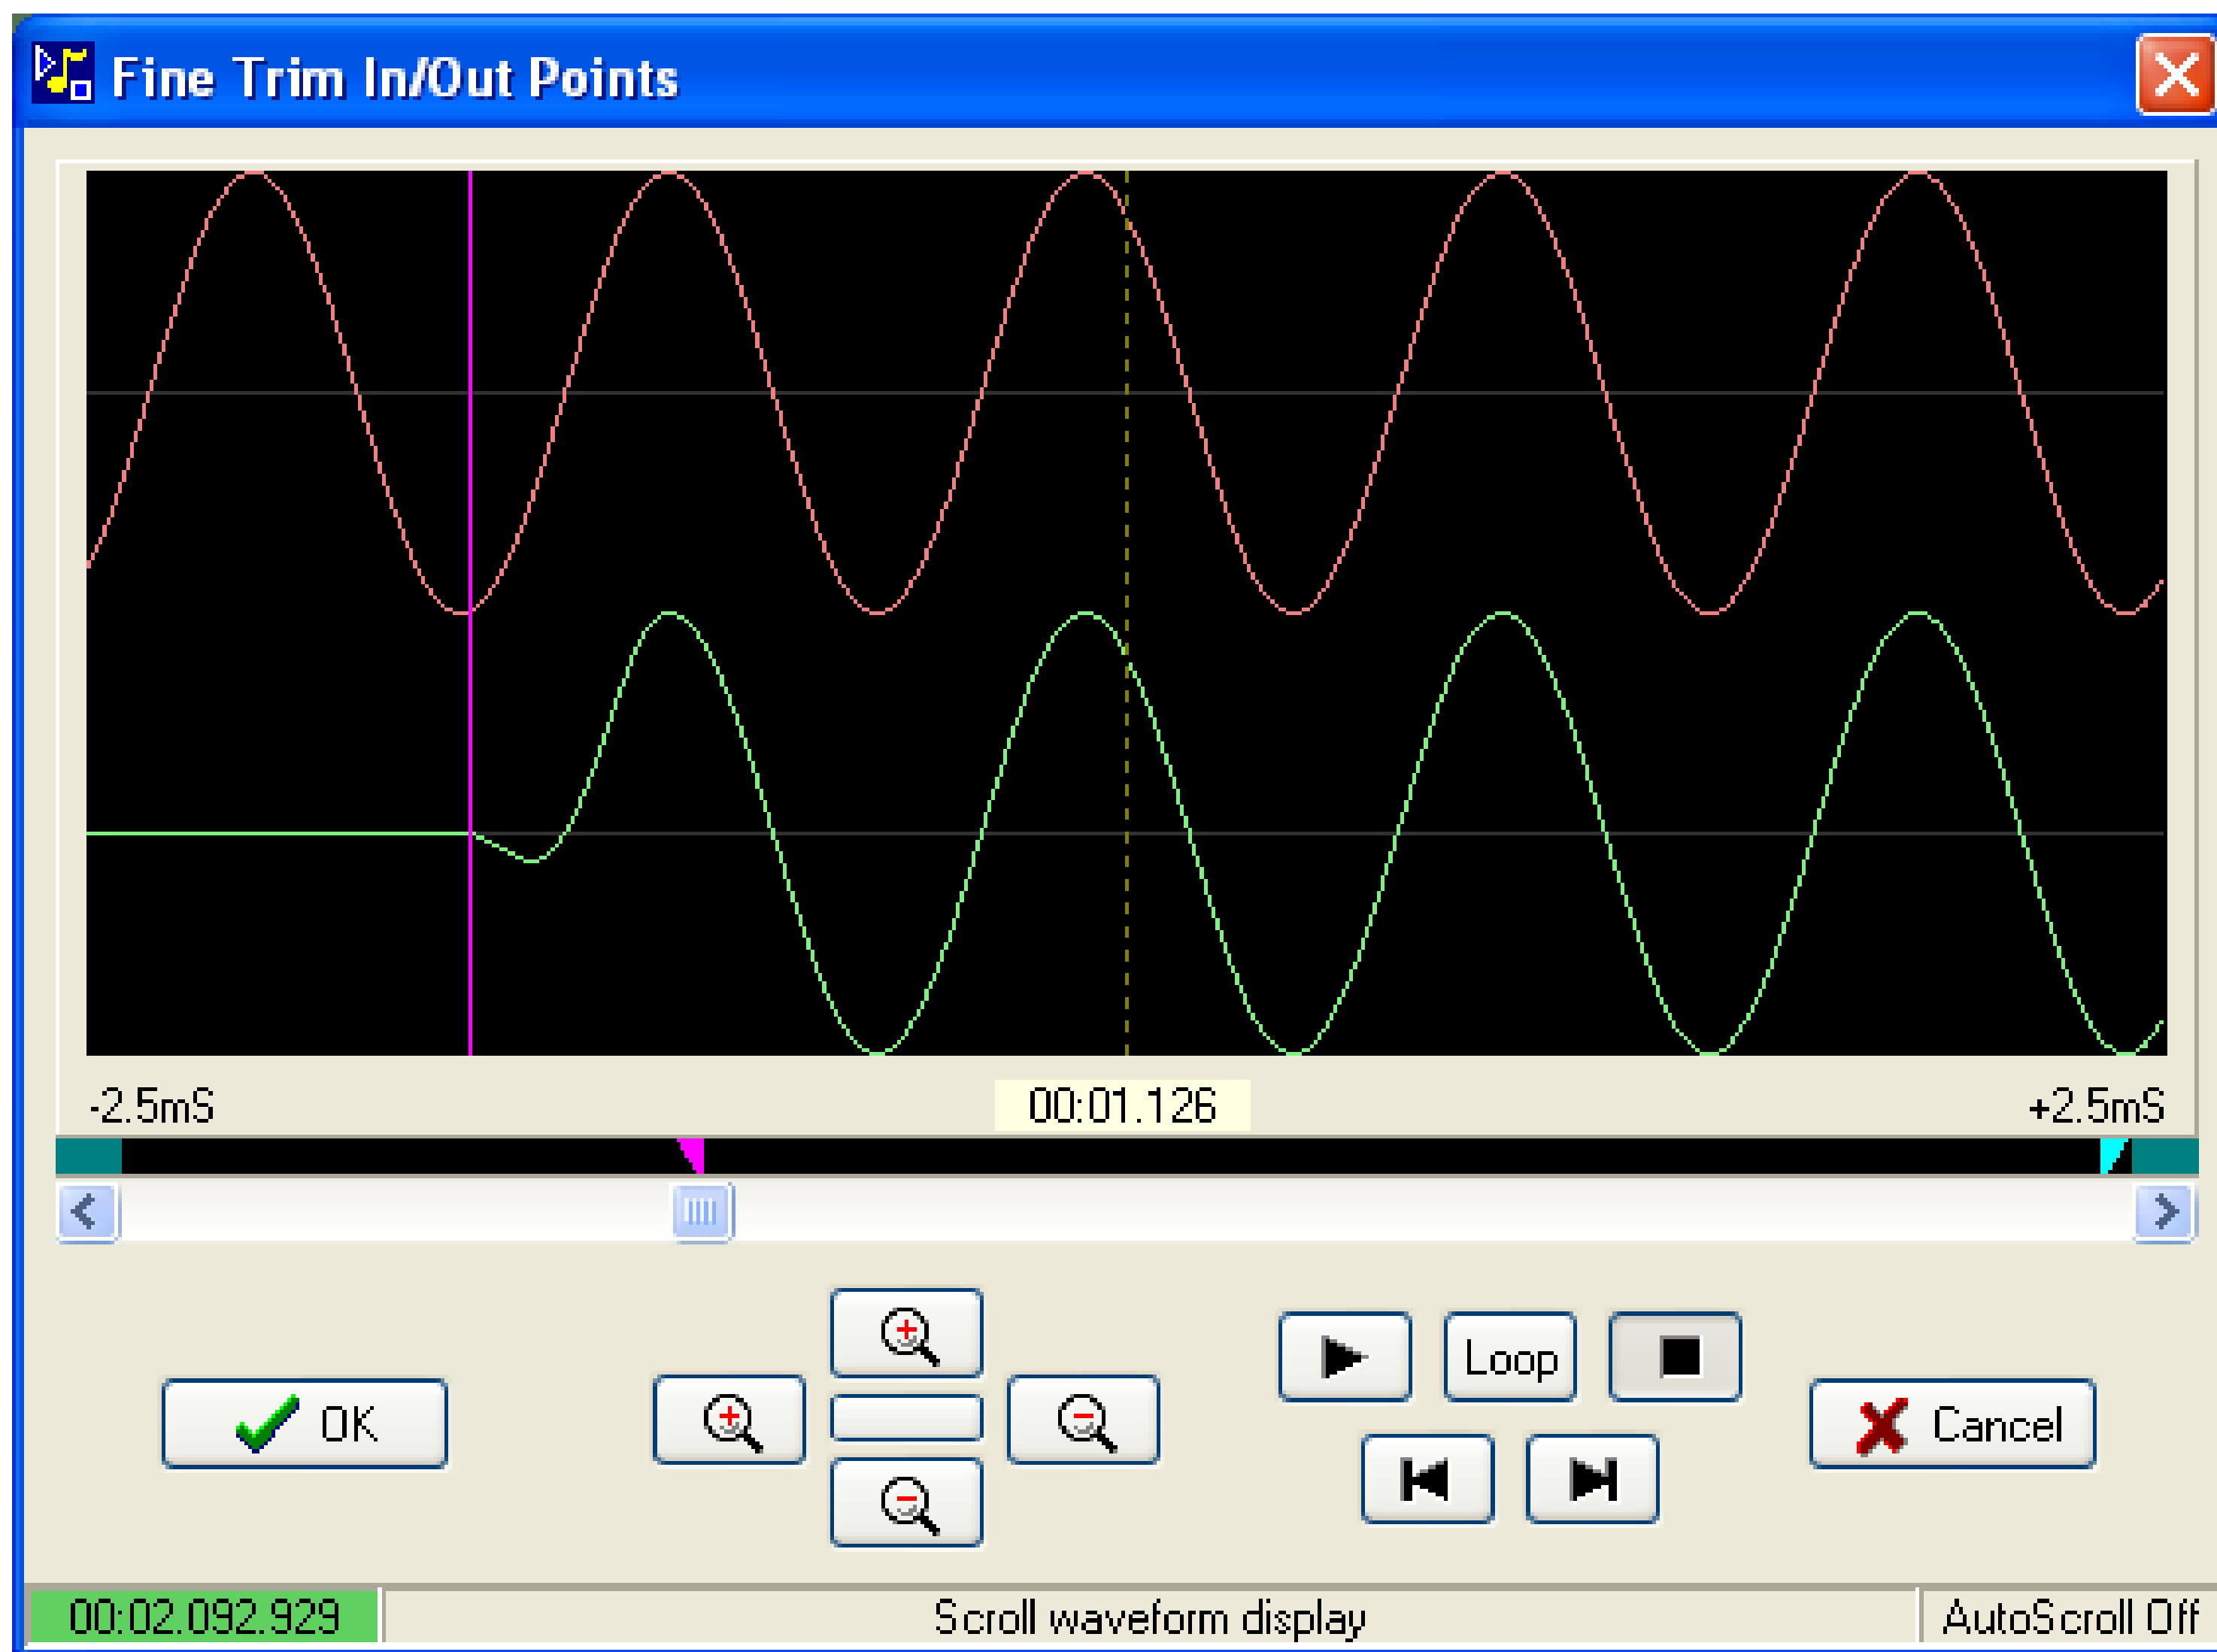 Fine Trim In/Out Points
-2.5mS 00:01.126 +2.5mS
OK
Loop
Cancel
00:02.092.929 Scroll waveform display AutoScroll Off